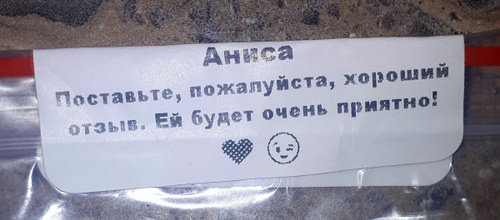 Аниса
Поставьте, пожалуйста, хороший
отзыв. Ей будет очень приятно!